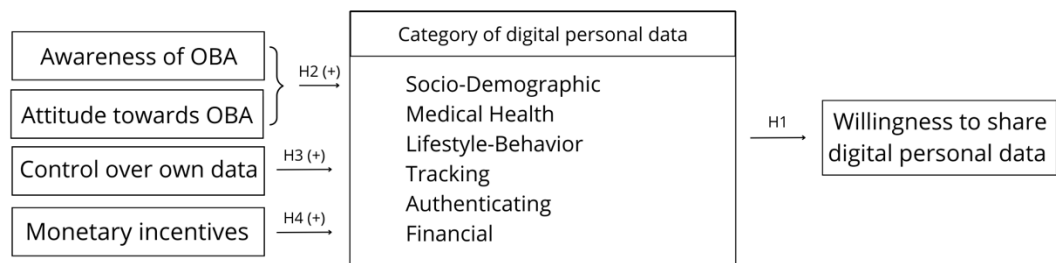 Awareness of OBA
Attitude towards OBA
Control over own data
Monetary incentives
H2 (+)
H3 (+)
H4 (+)
Category of digital personal data
Socio-Demographic
Medical Health
Lifestyle-Behavior
Tracking
Authenticating
Financial
H1
Willingness to share
digital personal data